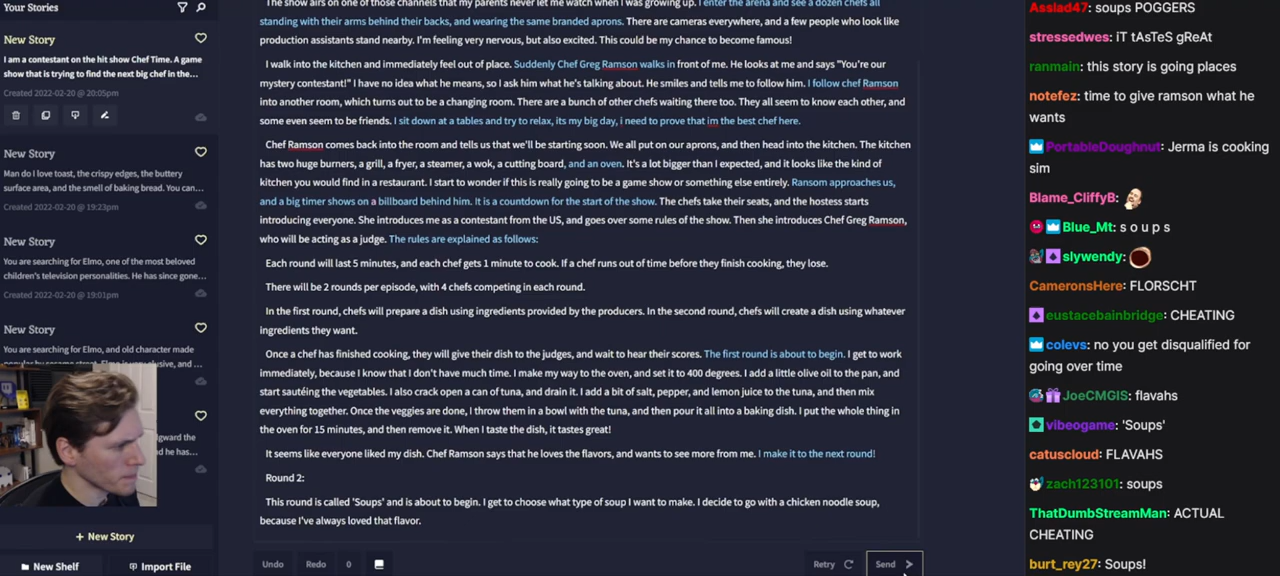 Your Stories
New Story
I am a contestant on the hit show Chef Time. A game
show that is trying to find the next big chef in the...
Created 2022-02-20 @ 20:05pm
New Story
Man do I love toast, the crispy edges, the buttery
surface area, and the smell of baking bread. You can...
Created 2022-02-20 @ 19:23pm
New Story
You are searching for Elmo, one of the most beloved
children's television personalities. He has since gone...
Created 2022-02-20 @ 19:01pm
New Story
You are searching for Elmo, and old character made
+ New Story
New Shelf
Import File
The show airs on one of those channels that my parents never let me watch when I was growing up. I enter the arena and see a dozen chefs all
standing with their arms behind their backs, and wearing the same branded aprons. There are cameras everywhere, and a few people who look like
production assistants stand nearby. I'm feeling very nervous, but also excited. This could be my chance to become famous!
I walk into the kitchen and immediately feel out of place. Suddenly Chef Greg Ramson walks in front of me. He looks at me and says "You're our
mystery contestant!" I have no idea what he means, so I ask him what he's talking about. He smiles and tells me to follow him. I follow chef Ramson
into another room, which turns out to be a changing room. There are a bunch of other chefs waiting there too. They all seem to know each other, and
some even seem to be friends. I sit down at a tables and try to relax, its my big day, i need to prove that im the best chef here.
Chef Ramson comes back into the room and tells us that we'll be starting soon. We all put on our aprons, and then head into the kitchen. The kitchen
has two huge burners, a grill, a fryer, a steamer, a wok, a cutting board, and an oven. It's a lot bigger than I expected, and it looks like the kind of
kitchen you would find in a restaurant. I start to wonder if this is really going to be a game show or something else entirely. Ransom approaches us,
and a big timer shows on a billboard behind him. It is a countdown for the start of the show. The chefs take their seats, and the hostess starts
introducing everyone. She introduces me as a contestant from the US, and goes over some rules of the show. Then she introduces Chef Greg Ramson,
who will be acting as a judge. The rules are explained as follows:
Each round will last 5 minutes, and each chef gets 1 minute to cook. If a chef runs out of time before they finish cooking, they lose.
There will be 2 rounds per episode, with 4 chefs competing in each round.
In the first round, chefs will prepare a dish using ingredients provided by the producers. In the second round, chefs will create a dish using whatever
ingredients they want.
Once a chef has finished cooking, they will give their dish to the judges, and wait to hear their scores. The first round is about to begin. I get to work
immediately, because I know that I don't have much time. I make my way to the oven, and set it to 400 degrees. I add a little olive oil to the pan, and
start sautéing the vegetables. I also crack open a can of tuna, and drain it. I add a bit of salt, pepper, and lemon juice to the tuna, and then mix
everything together. Once the veggies are done, I throw them in a bowl with the tuna, and then pour it all into a baking dish. I put the whole thing in
the oven for 15 minutes, and then remove it. When I taste the dish, it tastes great!
It seems like everyone liked my dish. Chef Ramson says that he loves the flavors, and wants to see more from me. I make it to the next round!
Round 2:
This round is called 'Soups' and is about to begin. I get to choose what type of soup I want to make. I decide to go with a chicken noodle soup,
because I've always loved that flavor.
Undo
Redo
0
Retry
Send
Asslad47: soups POGGERS
stressedwes: iT tAsTeS gReAt
ranmain: this story is going places
notefez: time to give ramson what he
wants
PortableDoughnut: Jerma is cooking
sim
Blame_CliffyB:
Blue_Mt: s o u p s
slywendy:
CameronsHere: FLORSCHT
eustacebainbridge: CHEATING
colevs: no you get disqualified for
going over time
JoeCMGIS: flavahs
vibeogame: 'Soups'
catuscloud: FLAVAHS
zach123101: soups
ThatDumbStreamMan: ACTUAL
CHEATING
burt_rey27: Soups!